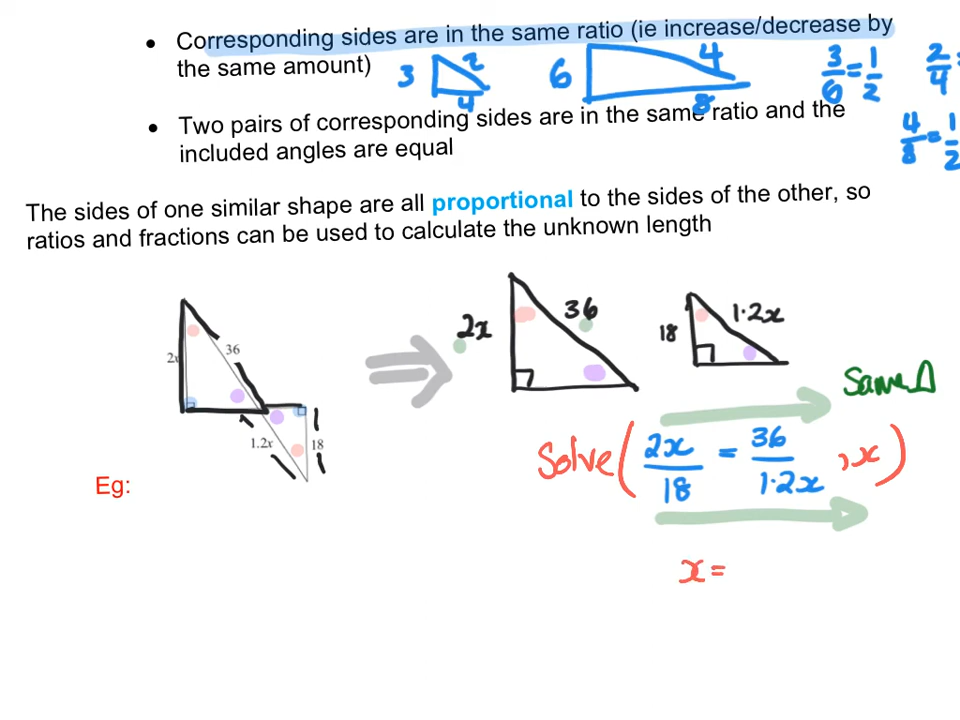 • Corresponding sides are in the same ratio (ie increase/decrease by
the same amount)
3 2 4 6 4 8 3/6 = 1/2 2/4 =
4/8 = 1/2
• Two pairs of corresponding sides are in the same ratio and the
included angles are equal
The sides of one similar shape are all proportional to the sides of the other, so
ratios and fractions can be used to calculate the unknown length
Eg:
2x 36
1.2x 18
2x 36
18 1.2x
Same Δ
Solve( 2x/18 = 36/1.2x , x)
x =